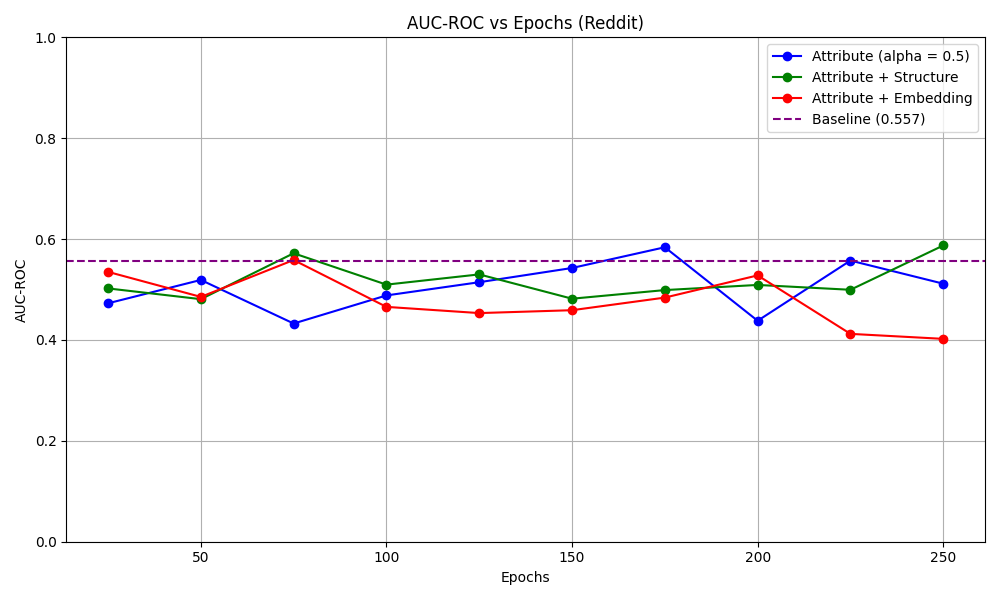 AUC-ROC vs Epochs (Reddit)
Attribute (alpha = 0.5)
Attribute + Structure
Attribute + Embedding
Baseline (0.557)
AUC-ROC
1.0
0.8
0.6
0.4
0.2
0.0
50 100 150 200 250
Epochs